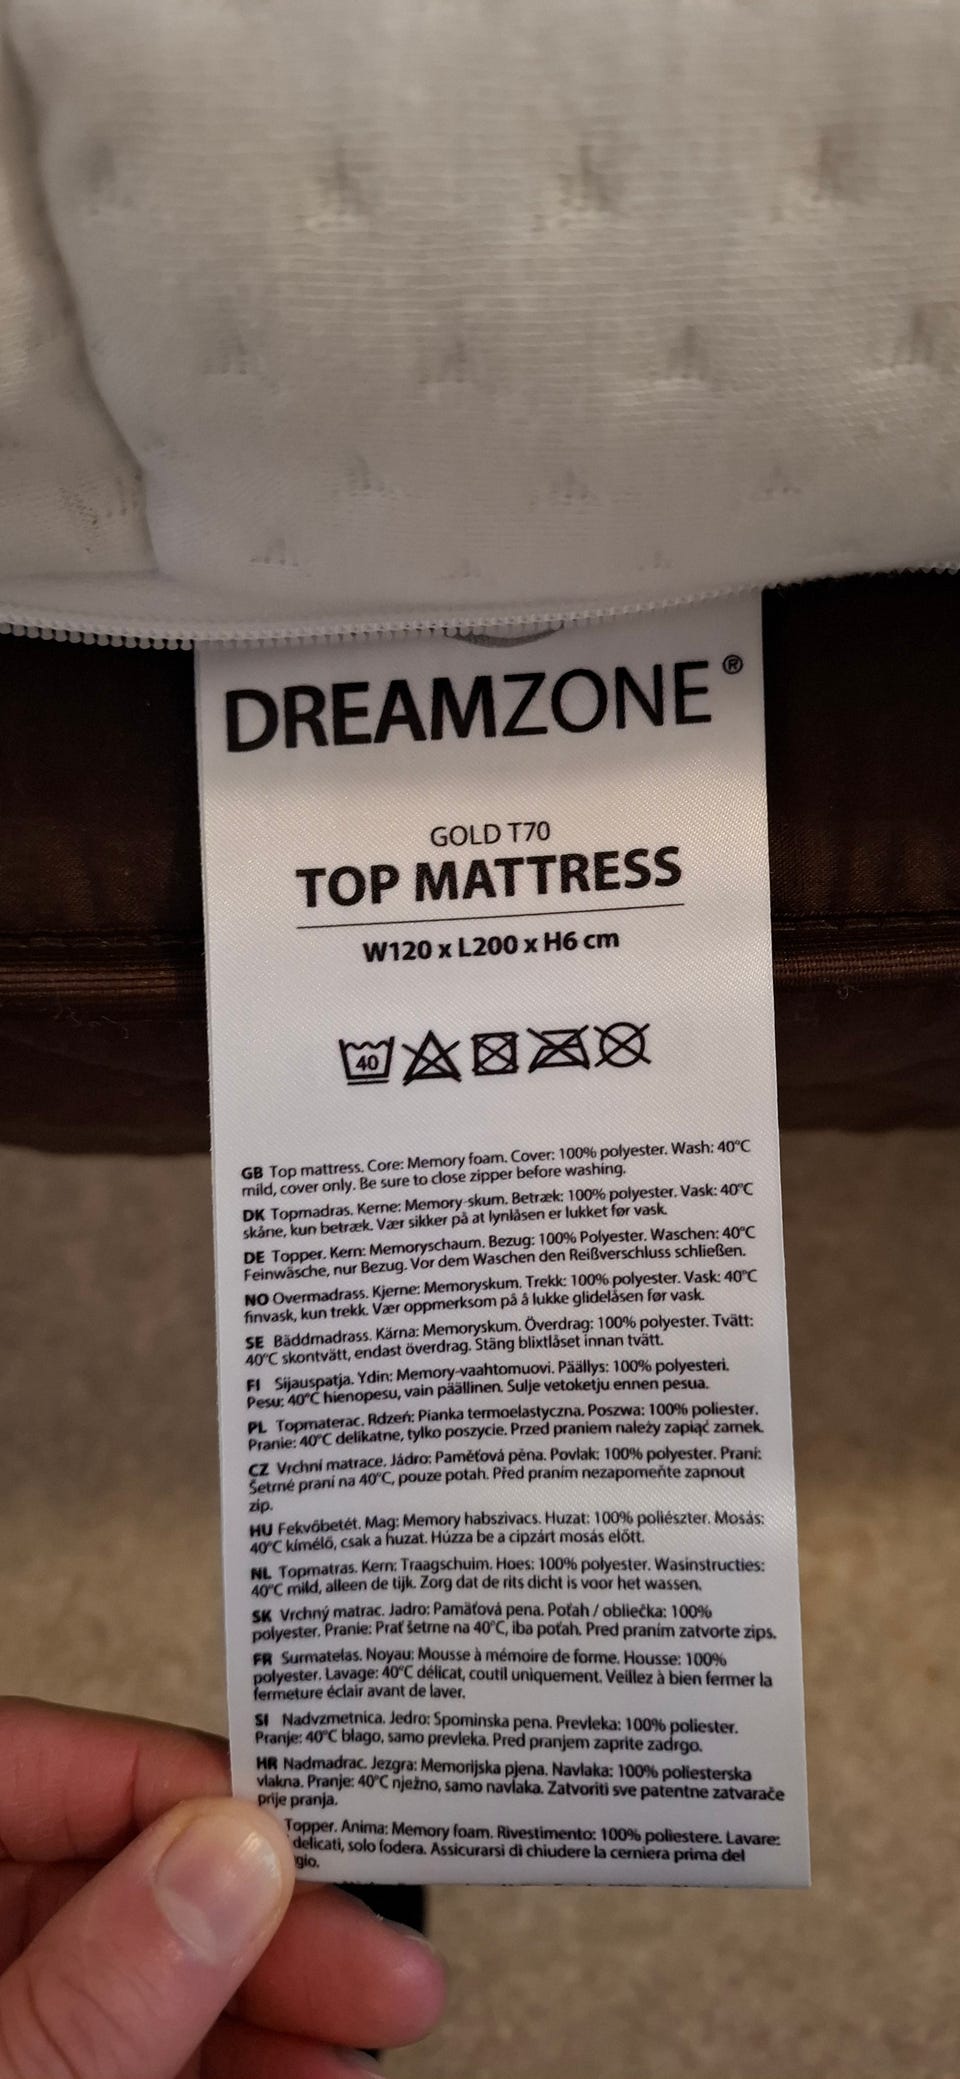 DREAMZONE®
GOLD T70
TOP MATTRESS
W120 x L200 x H6 cm
40
GB Top mattress. Core: Memory foam. Cover: 100% polyester. Wash: 40°C
mild, cover only. Be sure to close zipper before washing.
DK Topmadras. Kerne: Memory-skum. Betræk: 100% polyester. Vask: 40°C
skåne, kun betræk. Vær sikker på at lynlåsen er lukket før vask.
DE Topper. Kern: Memoryschaum. Bezug: 100% Polyester. Waschen: 40°C
Feinwäsche, nur Bezug. Vor dem Waschen den Reißverschluss schließen.
NO Overmadrass. Kjerne: Memoryskum. Trekk: 100% polyester. Vask: 40°C
finvask, kun trekk. Vær oppmerksom på å lukke glidelåsen før vask.
SE Bäddmadrass. Kärna: Memoryskum. Överdrag: 100% polyester. Tvätt:
40°C skontvätt, endast överdrag. Stäng blixtlåset innan tvätt.
FI Sijauspatja. Ydin: Memory-vaahtomuovi. Päällys: 100% polyesteri.
Pesu: 40°C hienopesu, vain päällinen. Sulje vetoketju ennen pesua.
PL Topmaterac. Rdzeń: Pianka termoelastyczna. Poszwa: 100% poliester.
Pranie: 40°C delikatne, tylko poszycie. Przed praniem należy zapiąć zamek.
CZ Vrchní matrace. Jádro: Paměťová pěna. Povlak: 100% polyester. Praní:
Šetrné praní na 40°C, pouze potah. Před praním nezapomeňte zapnout
zip.
HU Fekvőbetét. Mag: Memory habszivacs. Huzat: 100% poliészter. Mosás:
40°C kímélő, csak a huzat. Húzza be a cipzárt mosás előtt.
NL Topmatras. Kern: Traagschuim. Hoes: 100% polyester. Wasinstructies:
40°C mild, alleen de tijk. Zorg dat de rits dicht is voor het wassen.
SK Vrchný matrac. Jadro: Pamäťová pena. Poťah / obliečka: 100%
polyester. Pranie: Prať šetrne na 40°C, iba poťah. Pred praním zatvorte zips.
FR Surmatelas. Noyau: Mousse à mémoire de forme. Housse: 100%
polyester. Lavage: 40°C délicat, coutil uniquement. Veillez à bien fermer la
fermeture éclair avant de laver.
SI Nadvzmetnica. Jedro: Spominska pena. Prevleka: 100% poliester.
Pranje: 40°C blago, samo prevleka. Pred pranjem zaprite zadrgo.
HR Nadmadrac. Jezgra: Memorijska pjena. Navlaka: 100% poliesterska
vlakna. Pranje: 40°C nježno, samo navlaka. Zatvoriti sve patentne zatvarače
prije pranja.
Topper. Anima: Memory foam. Rivestimento: 100% poliestere. Lavare:
delicati, solo fodera. Assicurarsi di chiudere la cerniera prima del